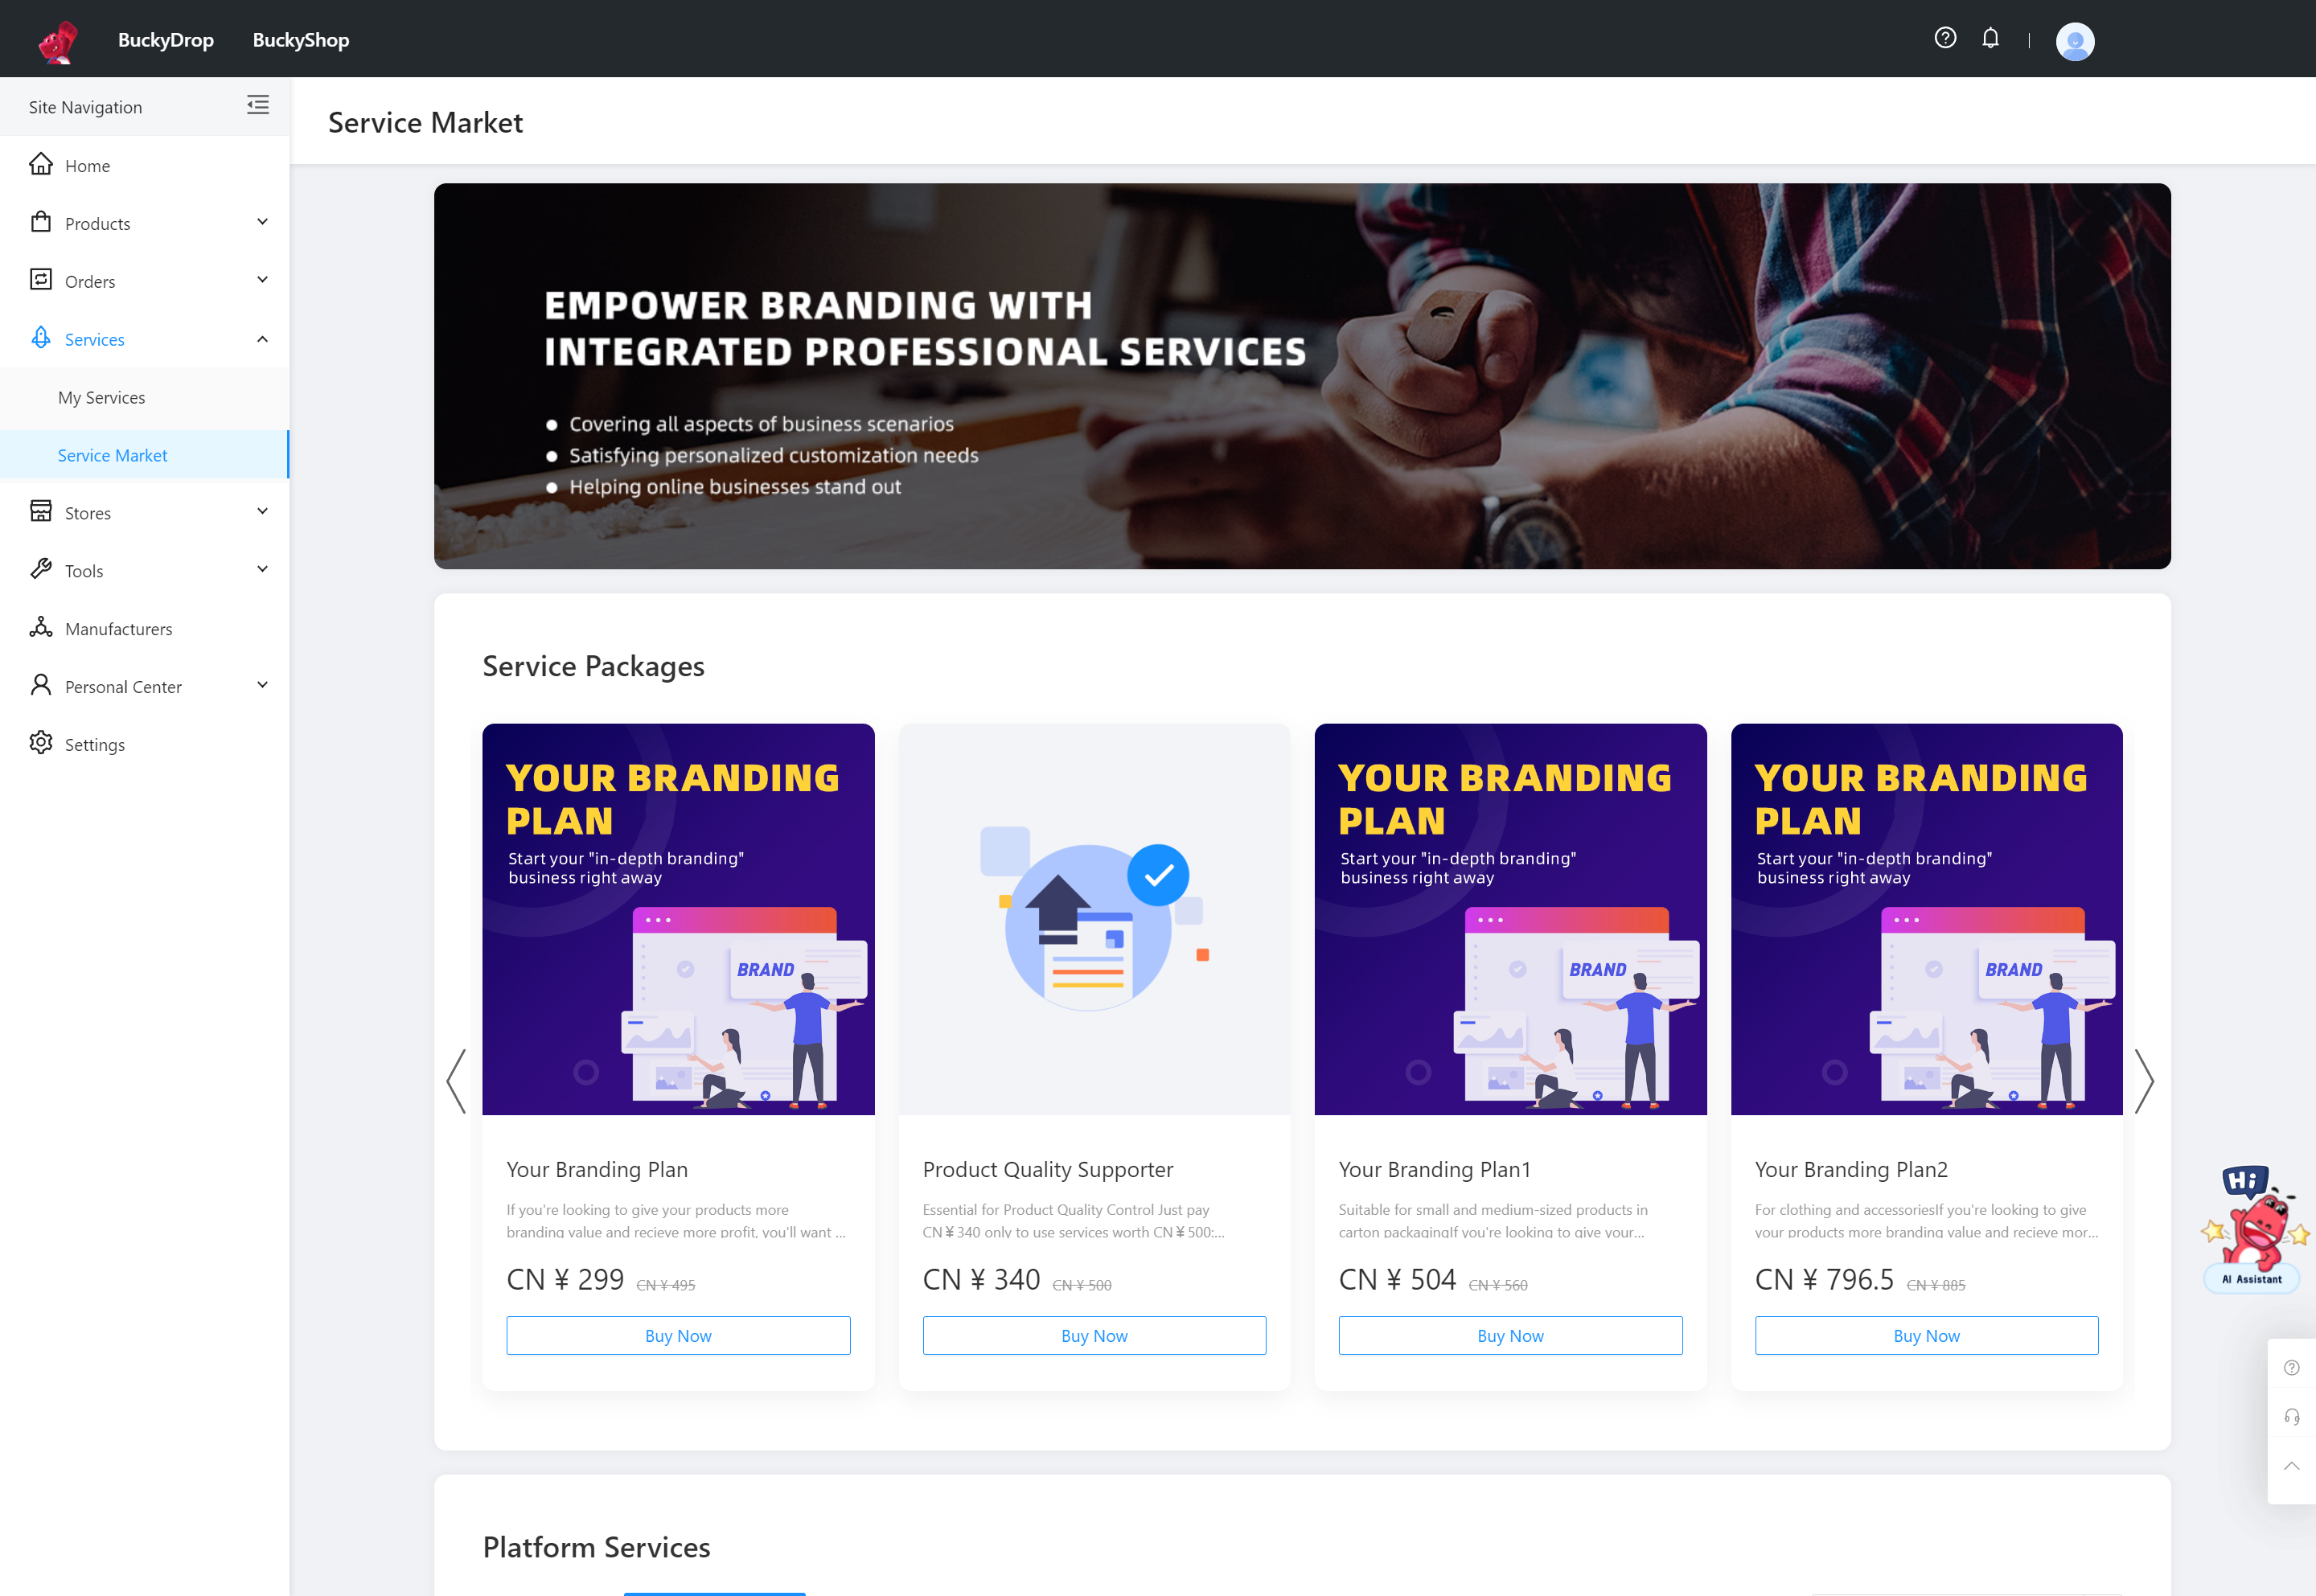 BuckyDrop
BuckyShop
Site Navigation
Home
Products
Orders
Services
My Services
Service Market
Stores
Tools
Manufacturers
Personal Center
Settings
Service Market
EMPOWER BRANDING WITH
INTEGRATED PROFESSIONAL SERVICES
Covering all aspects of business scenarios
Satisfying personalized customization needs
Helping online businesses stand out
Service Packages
YOUR BRANDING
PLAN
Start your "in-depth branding"
business right away
BRAND
Your Branding Plan
If you're looking to give your products more
branding value and recieve more profit, you'll want ...
CN ¥ 299 CN ¥ 495
Buy Now
Product Quality Supporter
Essential for Product Quality Control Just pay
CN￥340 only to use services worth CN￥500:...
CN ¥ 340 CN ¥ 500
Buy Now
YOUR BRANDING
PLAN
Start your "in-depth branding"
business right away
BRAND
Your Branding Plan1
Suitable for small and medium-sized products in
carton packagingIf you're looking to give your...
CN ¥ 504 CN ¥ 560
Buy Now
YOUR BRANDING
PLAN
Start your "in-depth branding"
business right away
BRAND
Your Branding Plan2
For clothing and accessoriesIf you're looking to give
your products more branding value and recieve mor...
CN ¥ 796.5 CN ¥ 885
Buy Now
Hi
AI Assistant
Platform Services